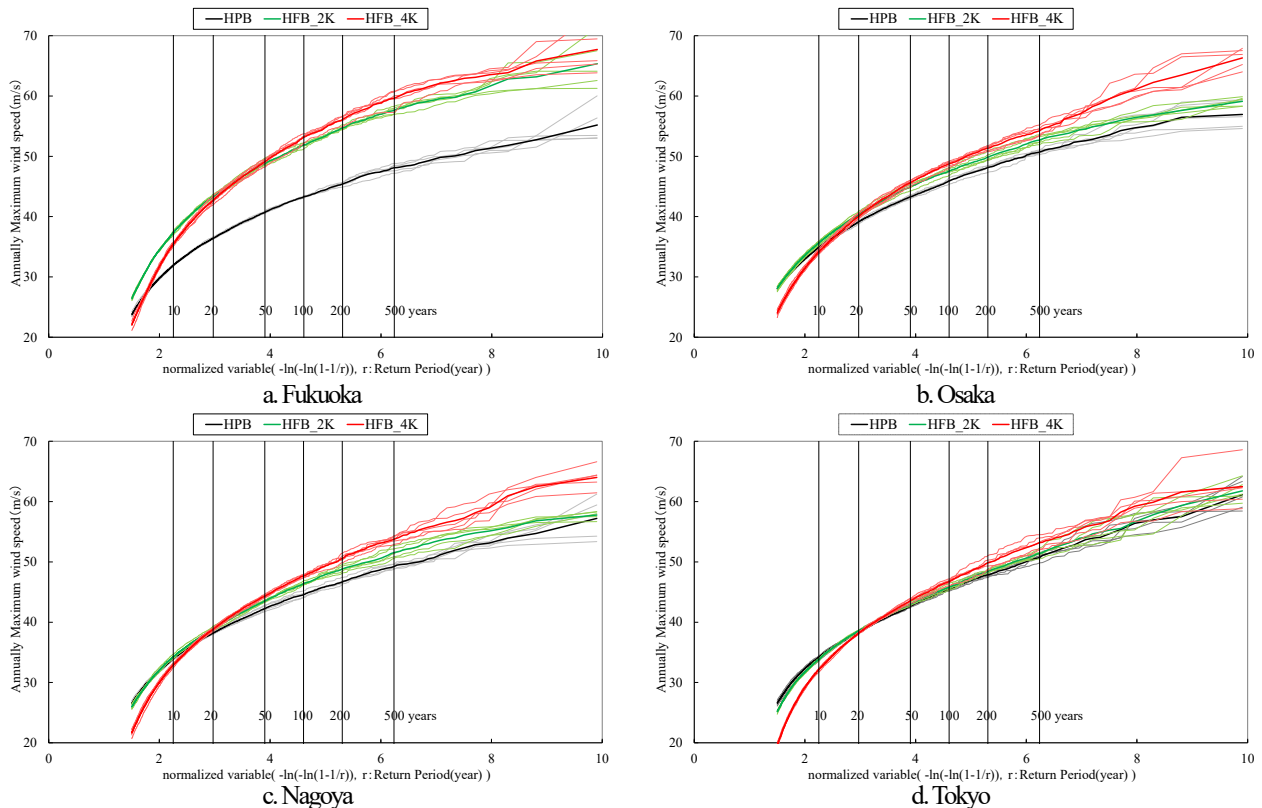 HPB HFB_2K HFB_4K
70
60
50
40
30
20
Annually Maximum wind speed (m/s)
10 20 50 100 200 500 years
0 2 4 6 8 10
normalized variable( -ln(-ln(1-1/r)), r:Return Period(year) )
a. Fukuoka
HPB HFB_2K HFB_4K
70
60
50
40
30
20
Annually Maximum wind speed (m/s)
10 20 50 100 200 500 years
0 2 4 6 8 10
normalized variable( -ln(-ln(1-1/r)), r:Return Period(year) )
b. Osaka
HPB HFB_2K HFB_4K
70
60
50
40
30
20
Annually Maximum wind speed (m/s)
10 20 50 100 200 500 years
0 2 4 6 8 10
normalized variable( -ln(-ln(1-1/r)), r:Return Period(year) )
c. Nagoya
HPB HFB_2K HFB_4K
70
60
50
40
30
20
Annually Maximum wind speed (m/s)
10 20 50 100 200 500 years
0 2 4 6 8 10
normalized variable( -ln(-ln(1-1/r)), r:Return Period(year) )
d. Tokyo